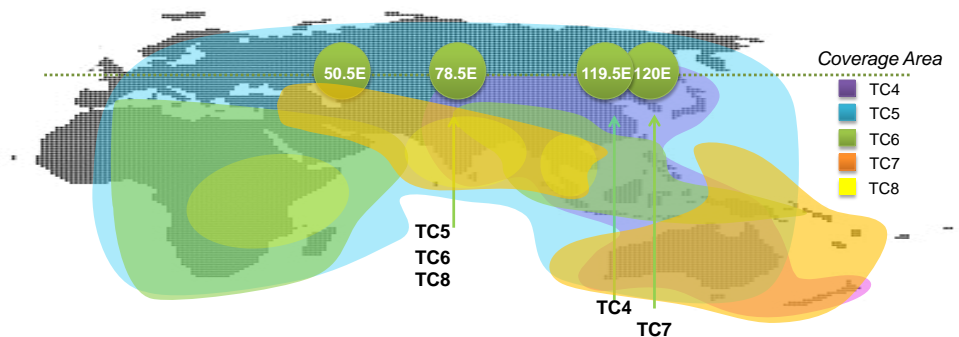 50.5E
78.5E
119.5E
120E
Coverage Area
TC4
TC5
TC6
TC7
TC8
TC5
TC6
TC8
TC4
TC7